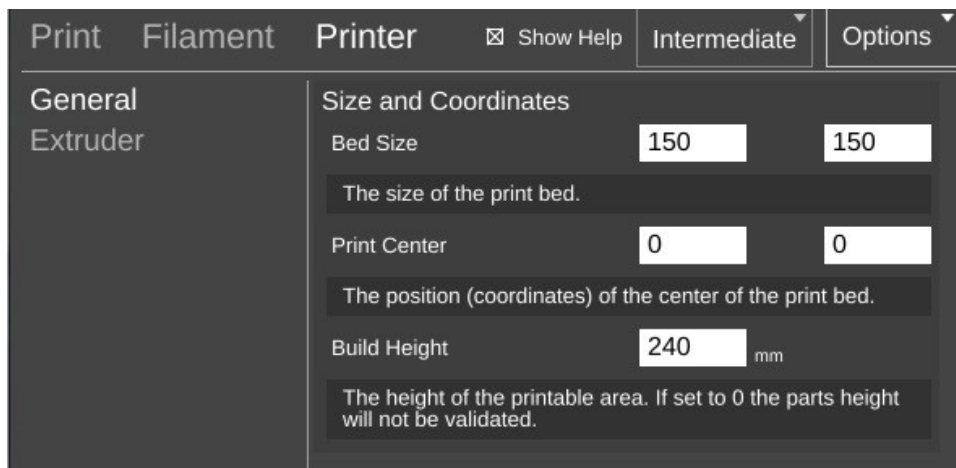 Print Filament Printer Show Help Intermediate Options
General
Extruder
Size and Coordinates
Bed Size 150 150
The size of the print bed.
Print Center 0 0
The position (coordinates) of the center of the print bed.
Build Height 240 mm
The height of the printable area. If set to 0 the parts height
will not be validated.